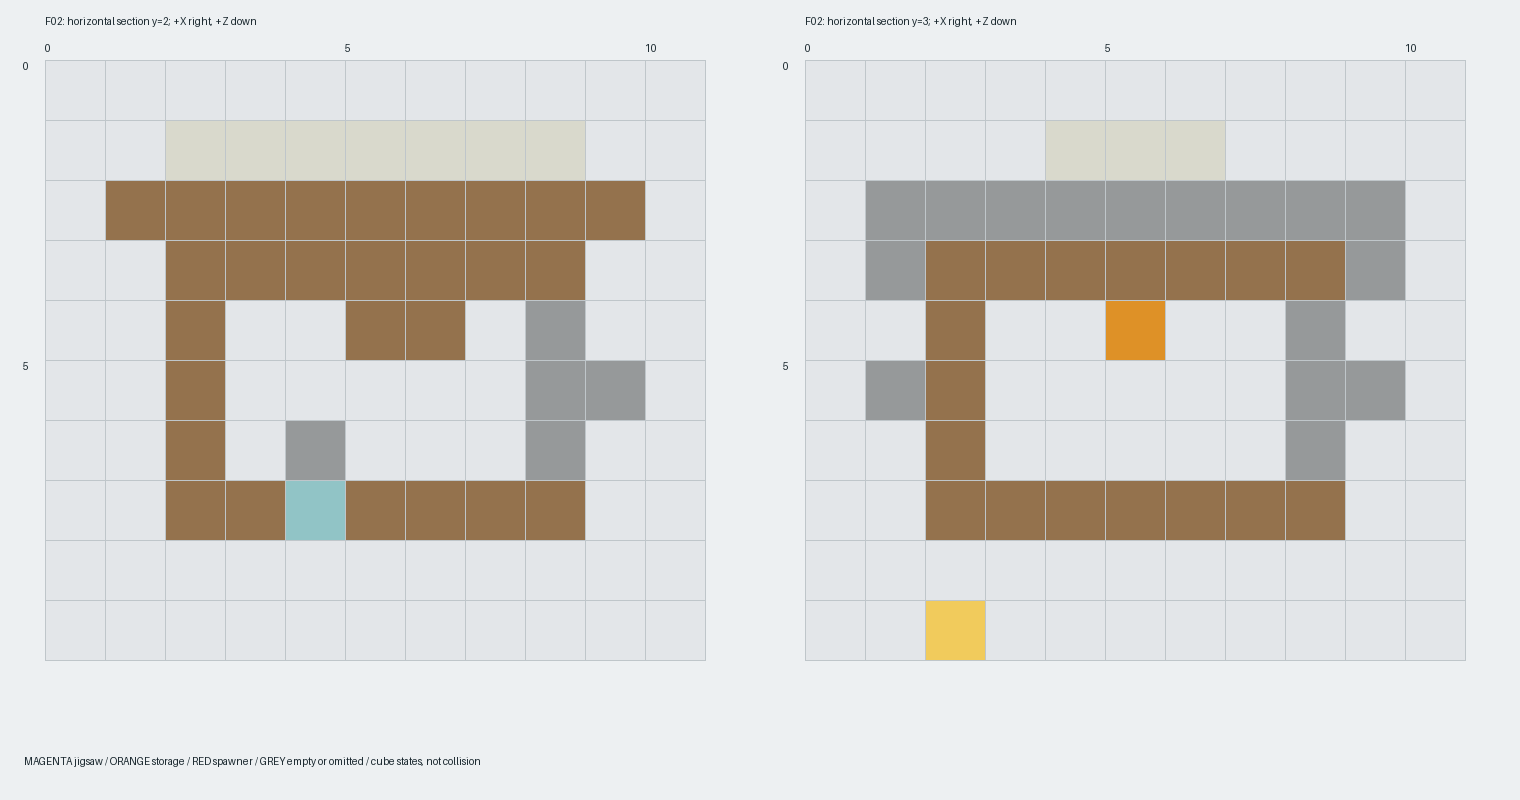 F02: horizontal section y=2; +X right, +Z down
F02: horizontal section y=3; +X right, +Z down
0 5 10
0 5 10
0
0
5
5
MAGENTA jigsaw / ORANGE storage / RED spawner / GREY empty or omitted / cube states, not collision